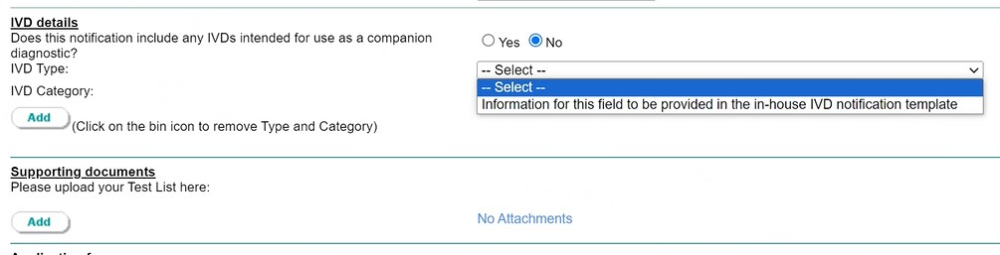 IVD details
Does this notification include any IVDs intended for use as a companion
diagnostic?
Yes No
IVD Type:
-- Select --
-- Select --
IVD Category:
Information for this field to be provided in the in-house IVD notification template
Add (Click on the bin icon to remove Type and Category)
Supporting documents
Please upload your Test List here:
Add
No Attachments